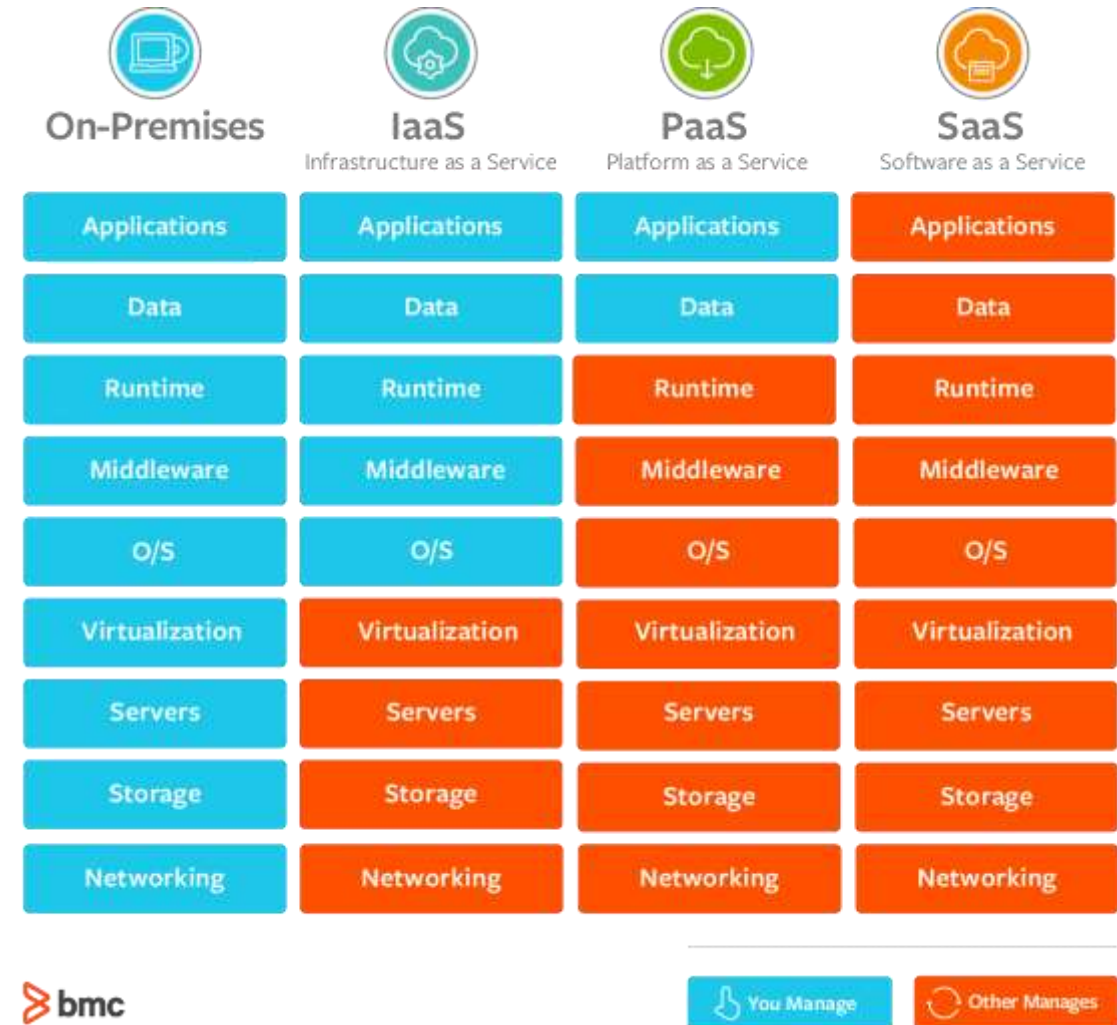 On-Premises IaaS PaaS SaaS
Infrastructure as a Service Platform as a Service Software as a Service
Applications Applications Applications Applications
Data Data Data Data
Runtime Runtime Runtime Runtime
Middleware Middleware Middleware Middleware
O/S O/S O/S O/S
Virtualization Virtualization Virtualization Virtualization
Servers Servers Servers Servers
Storage Storage Storage Storage
Networking Networking Networking Networking
bmc You Manage Other Manages